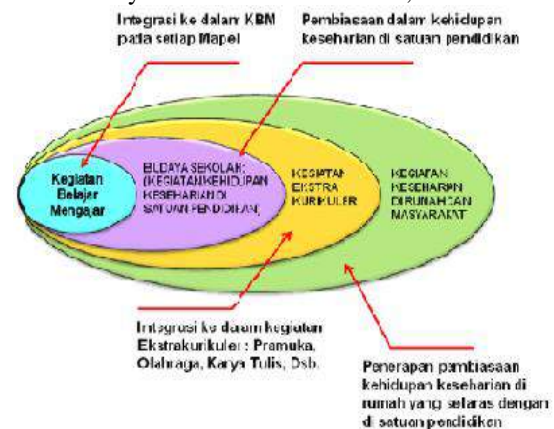 Integrasi ke dalam KBM
pada setiap Mapel
Pembiasaan dalam kehidupan
keseharian di satuan pendidikan
Kegiatan
Belajar
Mengajar
BUDAYA SEKOLAH:
(KEGIATAN/KEHIDUPAN
KESEHARIAN DI
SATUAN PENDIDIKAN)
KEGIATAN
EKSTRA
KURIKULER
KEGIATAN
KESEHARIAN
DIRUMAH DAN
MASYARAKAT
Integrasi ke dalam kegiatan
Ekstrakurikuler : Pramuka,
Olahraga, Karya Tulis, Dsb.
Penerapan pembiasaan
kehidupan keseharian di
rumah yang selaras dengan
di satuan pendidikan